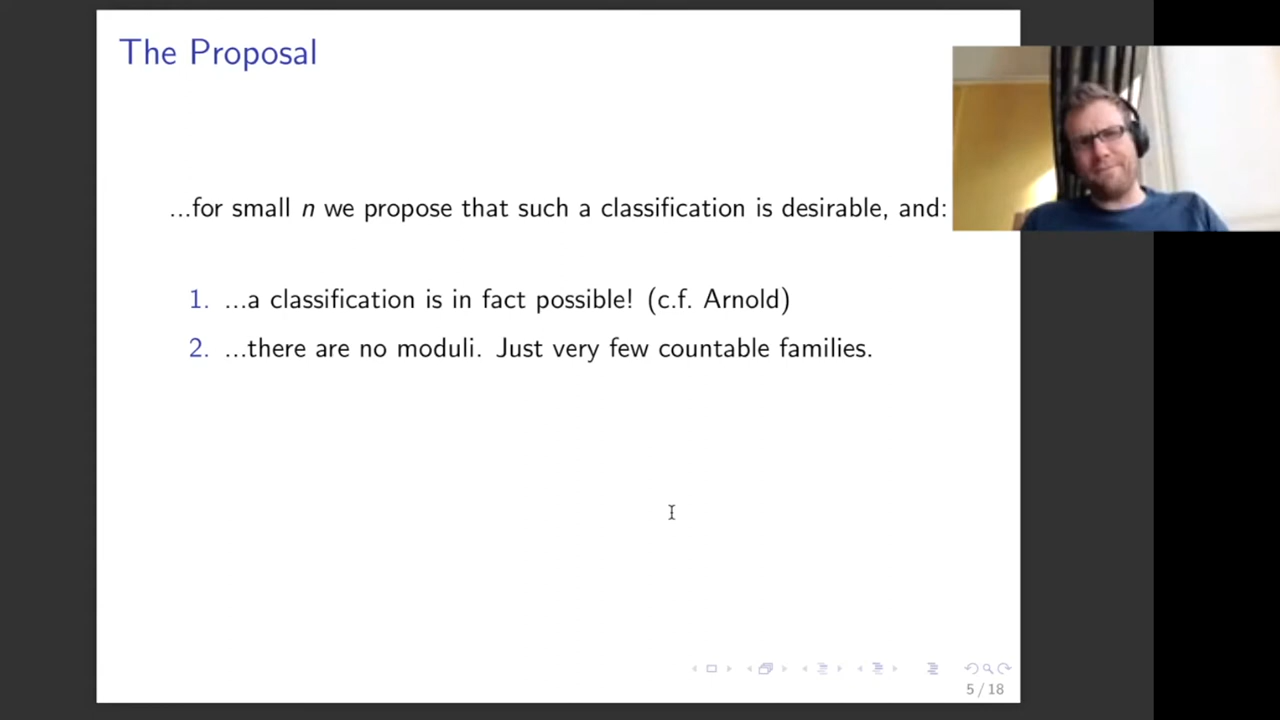 The Proposal
...for small n we propose that such a classification is desirable, and:
1. ...a classification is in fact possible! (c.f. Arnold)
2. ...there are no moduli. Just very few countable families.
5 / 18